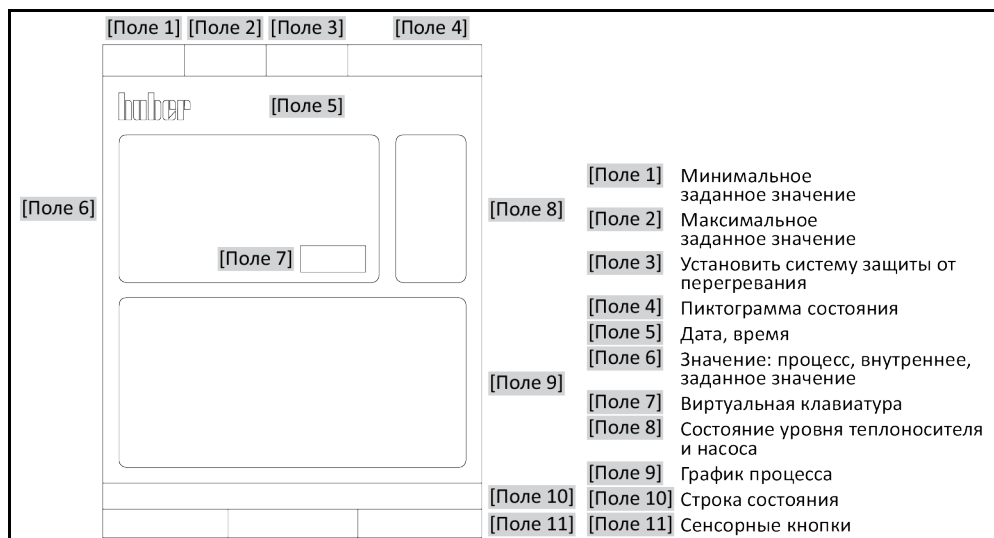 [Поле 1] [Поле 2] [Поле 3] [Поле 4]
huber
[Поле 5]
[Поле 6]
[Поле 7]
[Поле 8]
[Поле 9]
[Поле 10]
[Поле 11]
[Поле 1] Минимальное
заданное значение
[Поле 2] Максимальное
заданное значение
[Поле 3] Установить систему защиты от
перегревания
[Поле 4] Пиктограмма состояния
[Поле 5] Дата, время
[Поле 6] Значение: процесс, внутреннее,
заданное значение
[Поле 7] Виртуальная клавиатура
[Поле 8] Состояние уровня теплоносителя
и насоса
[Поле 9] График процесса
[Поле 10] Строка состояния
[Поле 11] Сенсорные кнопки